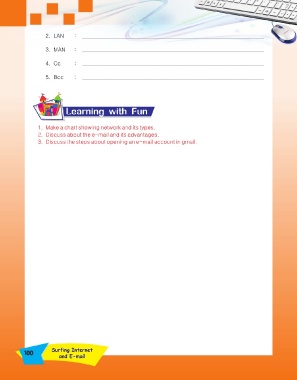 2. LAN :
3. MAN :
4. Cc :
5. Bcc :
Learning with Fun
1. Make a chart showing network and its types.
2. Discuss about the e-mail and its advantages.
3. Discuss the steps about opening an e-mail account in gmail.
100
Surfing Internet
and E-mail